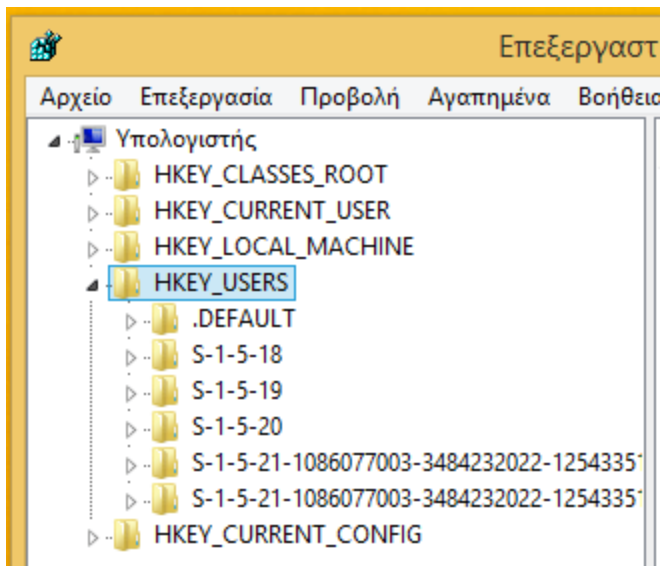 Επεξεργαστ
Αρχείο Επεξεργασία Προβολή Αγαπημένα Βοήθεια
Υπολογιστής
HKEY_CLASSES_ROOT
HKEY_CURRENT_USER
HKEY_LOCAL_MACHINE
HKEY_USERS
.DEFAULT
S-1-5-18
S-1-5-19
S-1-5-20
S-1-5-21-1086077003-3484232022-1254335
S-1-5-21-1086077003-3484232022-1254335
HKEY_CURRENT_CONFIG